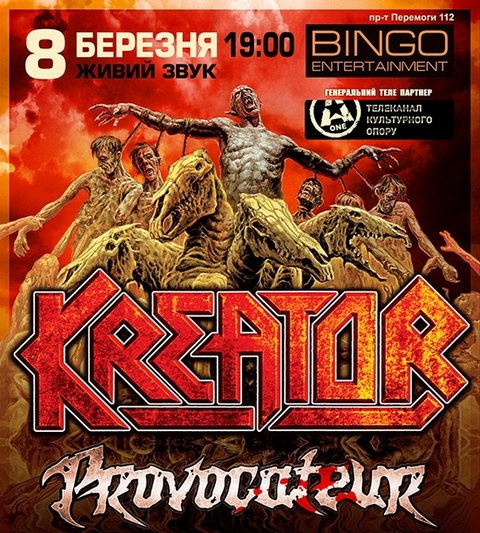 пр-т Перемоги 112
8 БЕРЕЗНЯ 19:00
ЖИВИЙ ЗВУК
BINGO
ENTERTAINMENT
ГЕНЕРАЛЬНИЙ ТЕЛЕ ПАРТНЕР
A
ONE
ТЕЛЕКАНАЛ
КУЛЬТУРНОГО
ОПОРУ
KREATOR
PROVOCATEUR